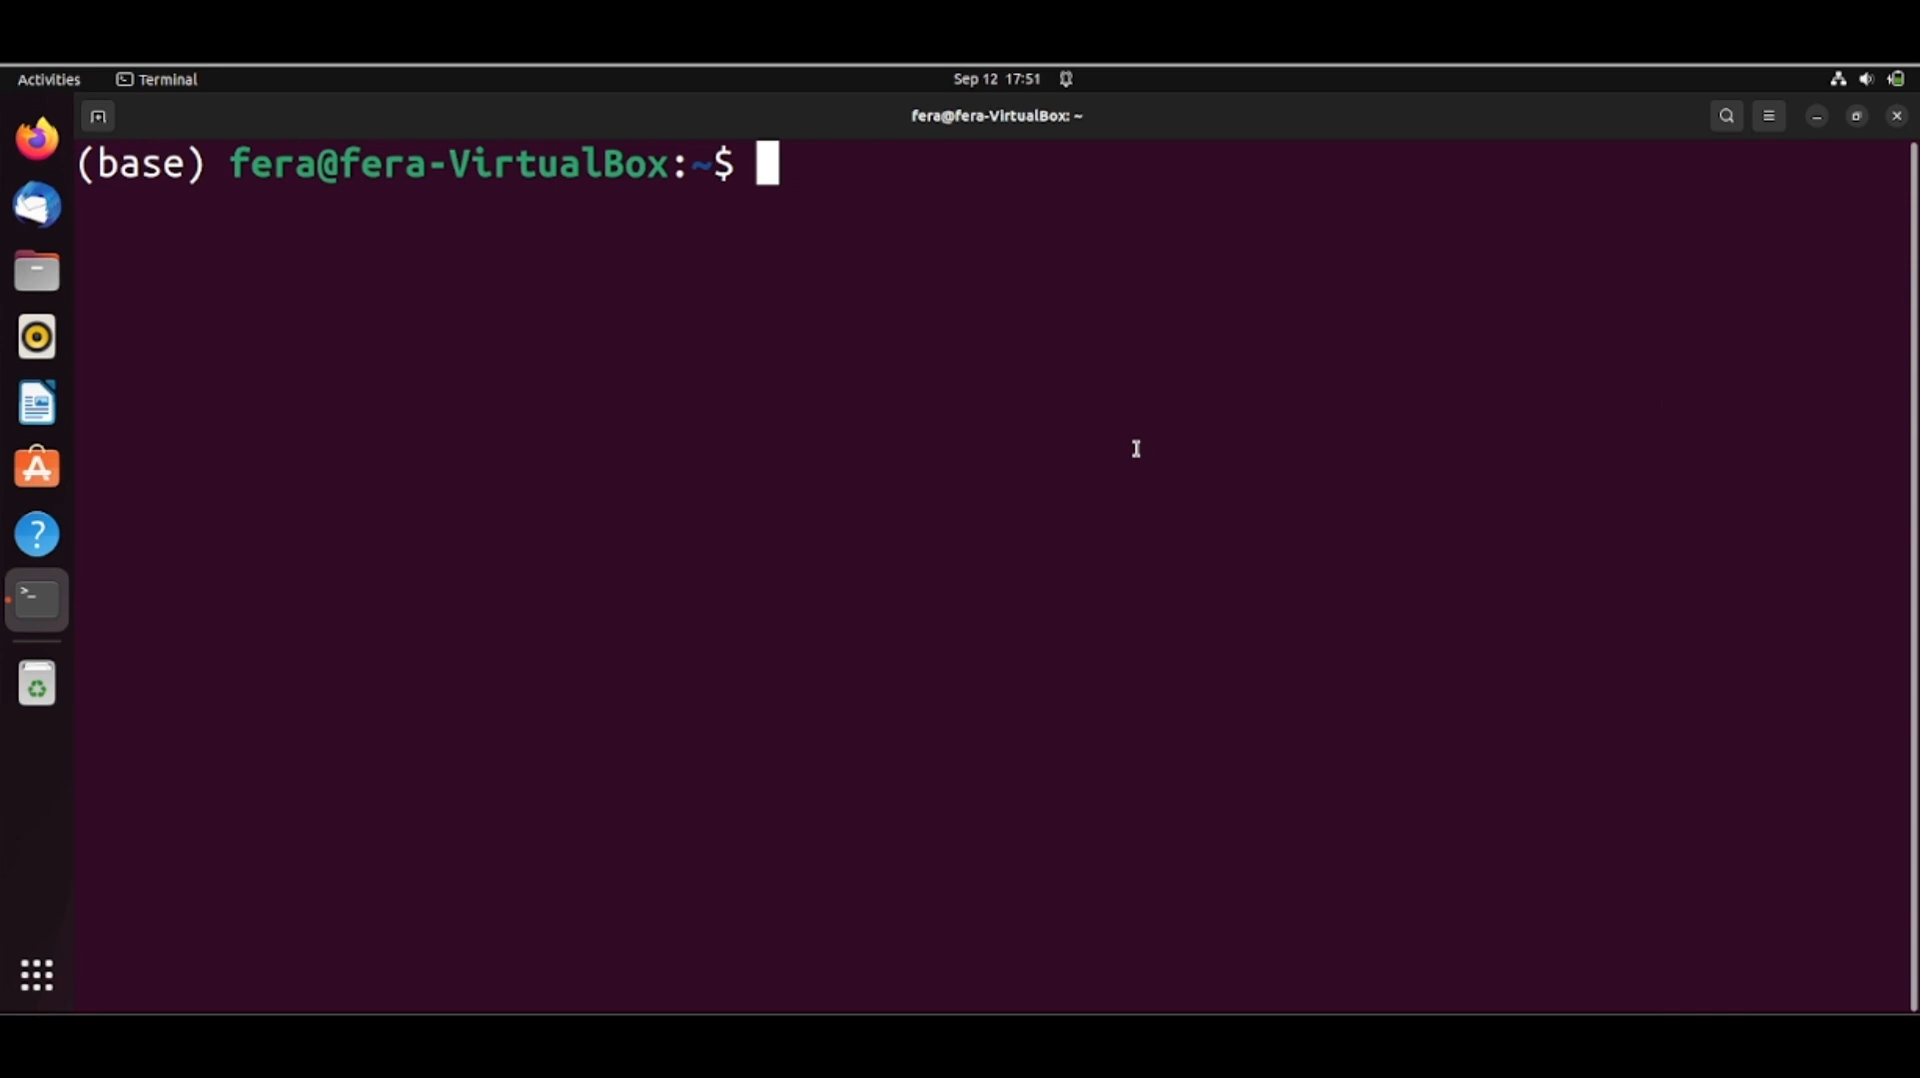 Activities Terminal Sep 12 17:51
fera@fera-VirtualBox: ~
(base) fera@fera-VirtualBox:~$